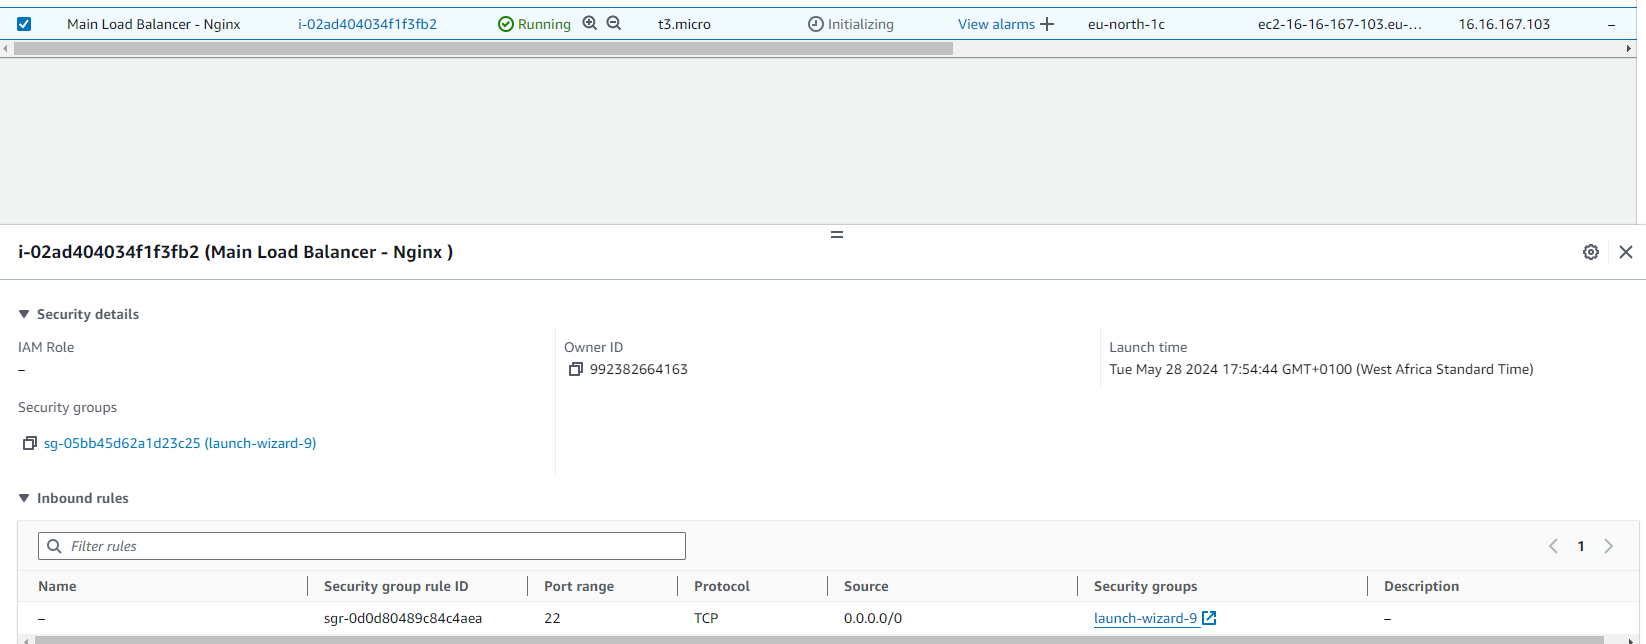 Main Load Balancer - Nginx i-02ad404034f1f3fb2 Running t3.micro Initializing View alarms eu-north-1c ec2-16-16-167-103.eu-... 16.16.167.103 –
i-02ad404034f1f3fb2 (Main Load Balancer - Nginx )
Security details
IAM Role Owner ID Launch time
– 992382664163 Tue May 28 2024 17:54:44 GMT+0100 (West Africa Standard Time)
Security groups
sg-05bb45d62a1d23c25 (launch-wizard-9)
Inbound rules
Filter rules 1
Name Security group rule ID Port range Protocol Source Security groups Description
– sgr-0d0d80489c84c4aea 22 TCP 0.0.0.0/0 launch-wizard-9 –